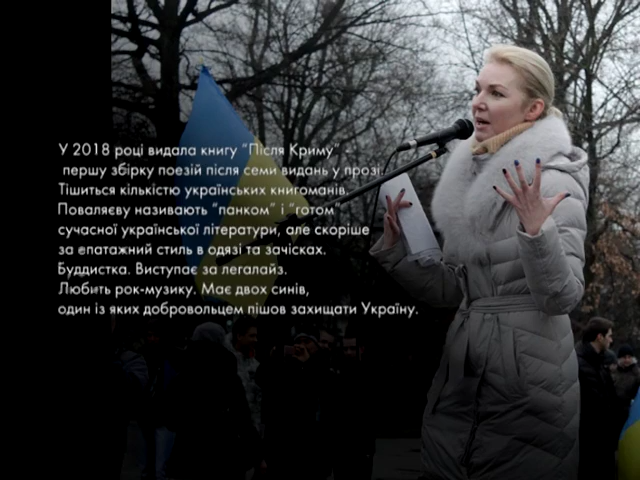 У 2018 році видала книгу "Після Криму" -
першу збірку поезій після семи видань у прозі.
Тішиться кількістю українських книгоманів.
Поваляєву називають "панком" і "готом"
сучасної української літератури, але скоріше
за епатажний стиль в одязі та зачісках.
Буддистка. Виступає за легалайз.
Любить рок-музику. Має двох синів,
один із яких добровольцем пішов захищати Україну.